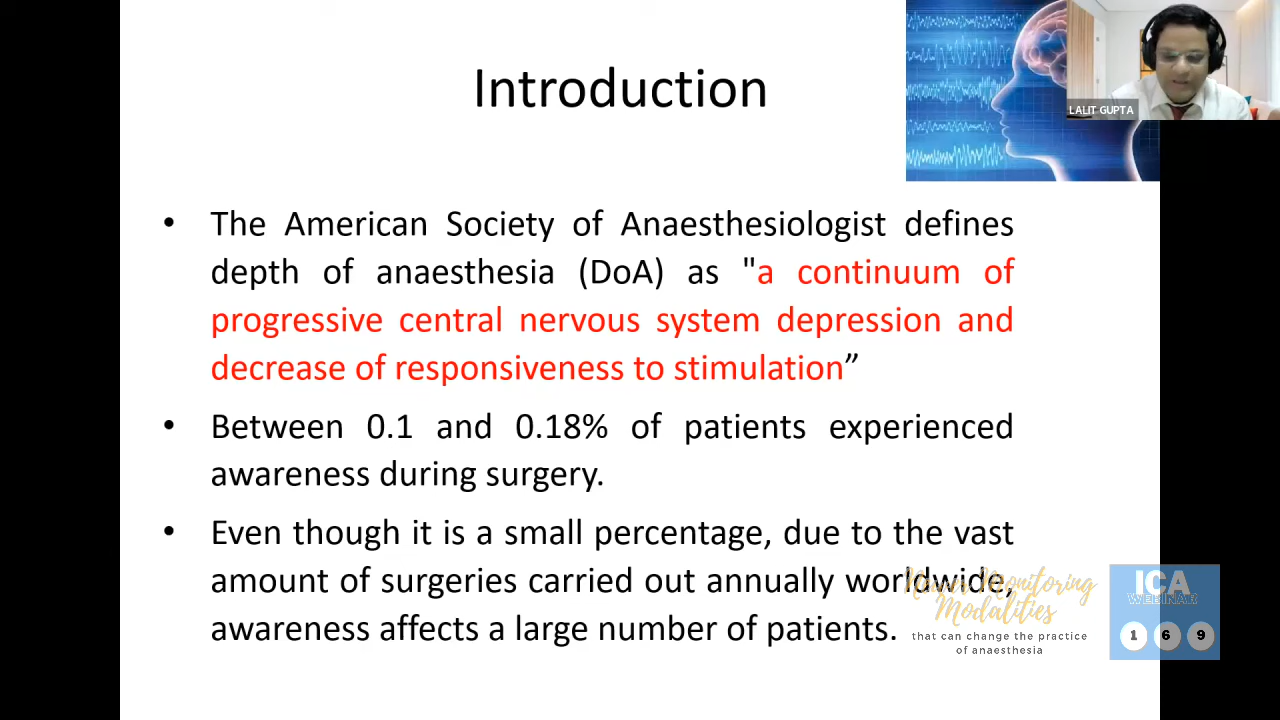 Introduction
LALIT GUPTA
• The American Society of Anaesthesiologist defines
depth of anaesthesia (DoA) as "a continuum of
progressive central nervous system depression and
decrease of responsiveness to stimulation”
• Between 0.1 and 0.18% of patients experienced
awareness during surgery.
• Even though it is a small percentage, due to the vast
amount of surgeries carried out annually worldwide,
awareness affects a large number of patients.
Monitoring
Modalities
that can change the practice
of anaesthesia
ICA
WEBINAR
1 6 9